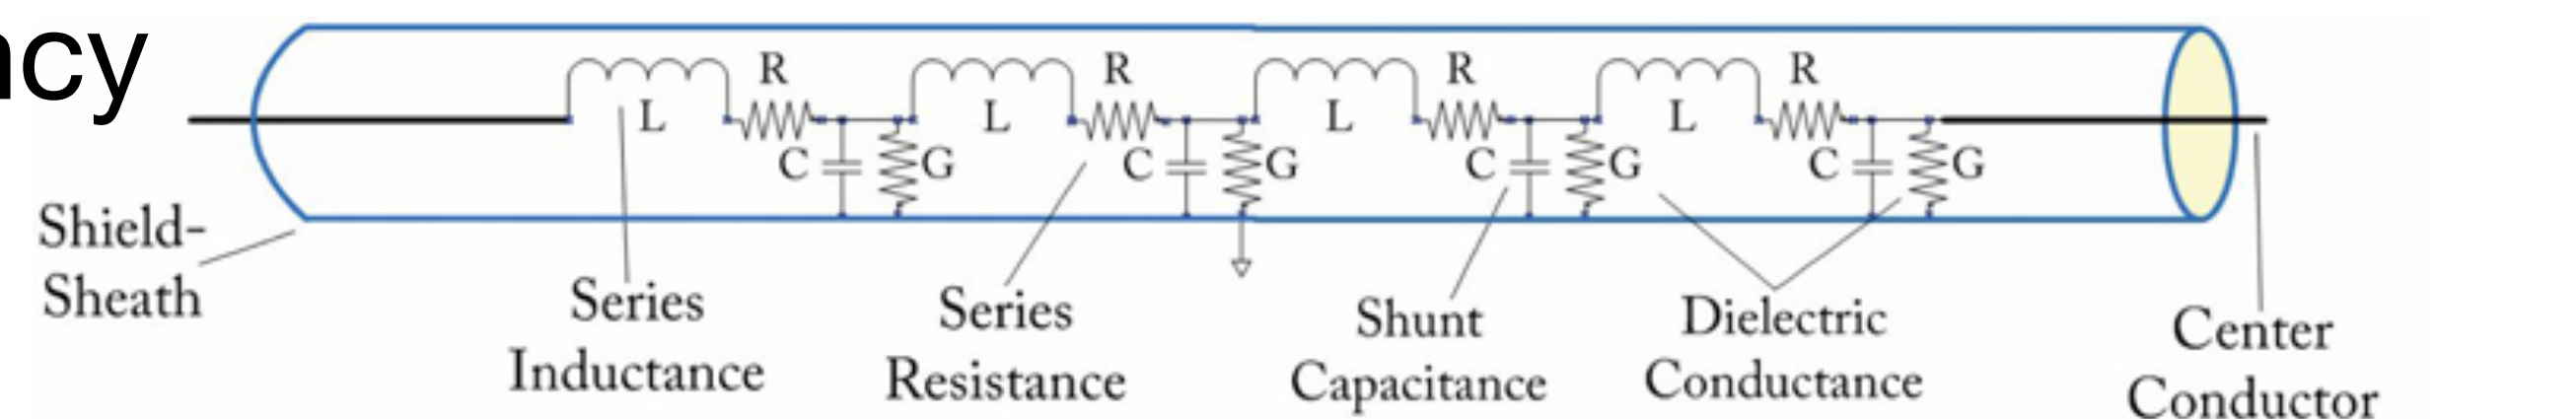 ncy
R R R R
L L L L
C G C G C G C G
Shield-
Sheath
Series
Inductance
Series
Resistance
Shunt
Capacitance
Dielectric
Conductance
Center
Conductor